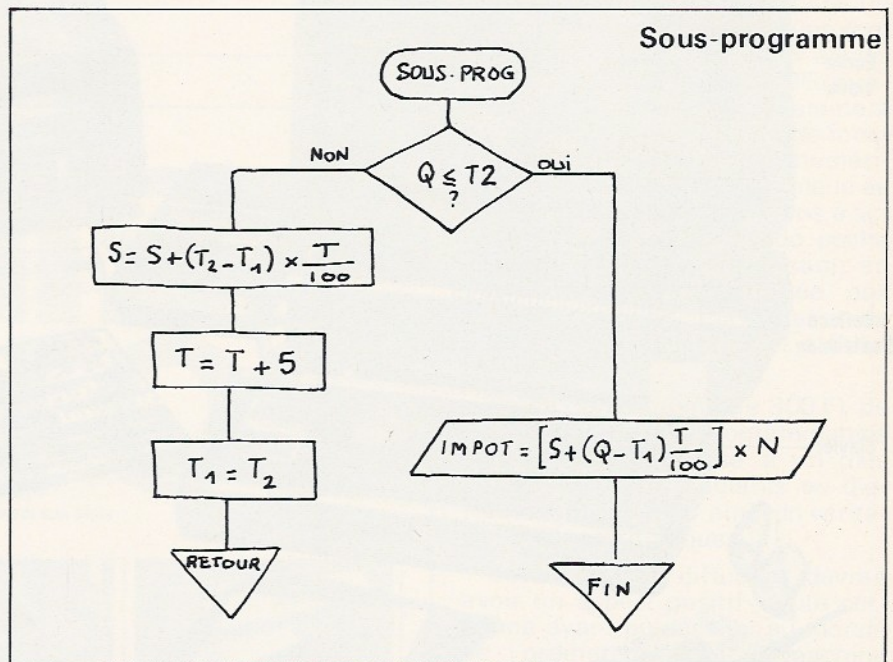 Sous-programme
SOUS-PROG
NON
OUi
Q ≤ T2
?
S = S+(T₂-T₁) × T/100
T = T + 5
T₁ = T₂
RETOUR
IMPOT = [S+(Q-T₁) T/100] × N
FIN